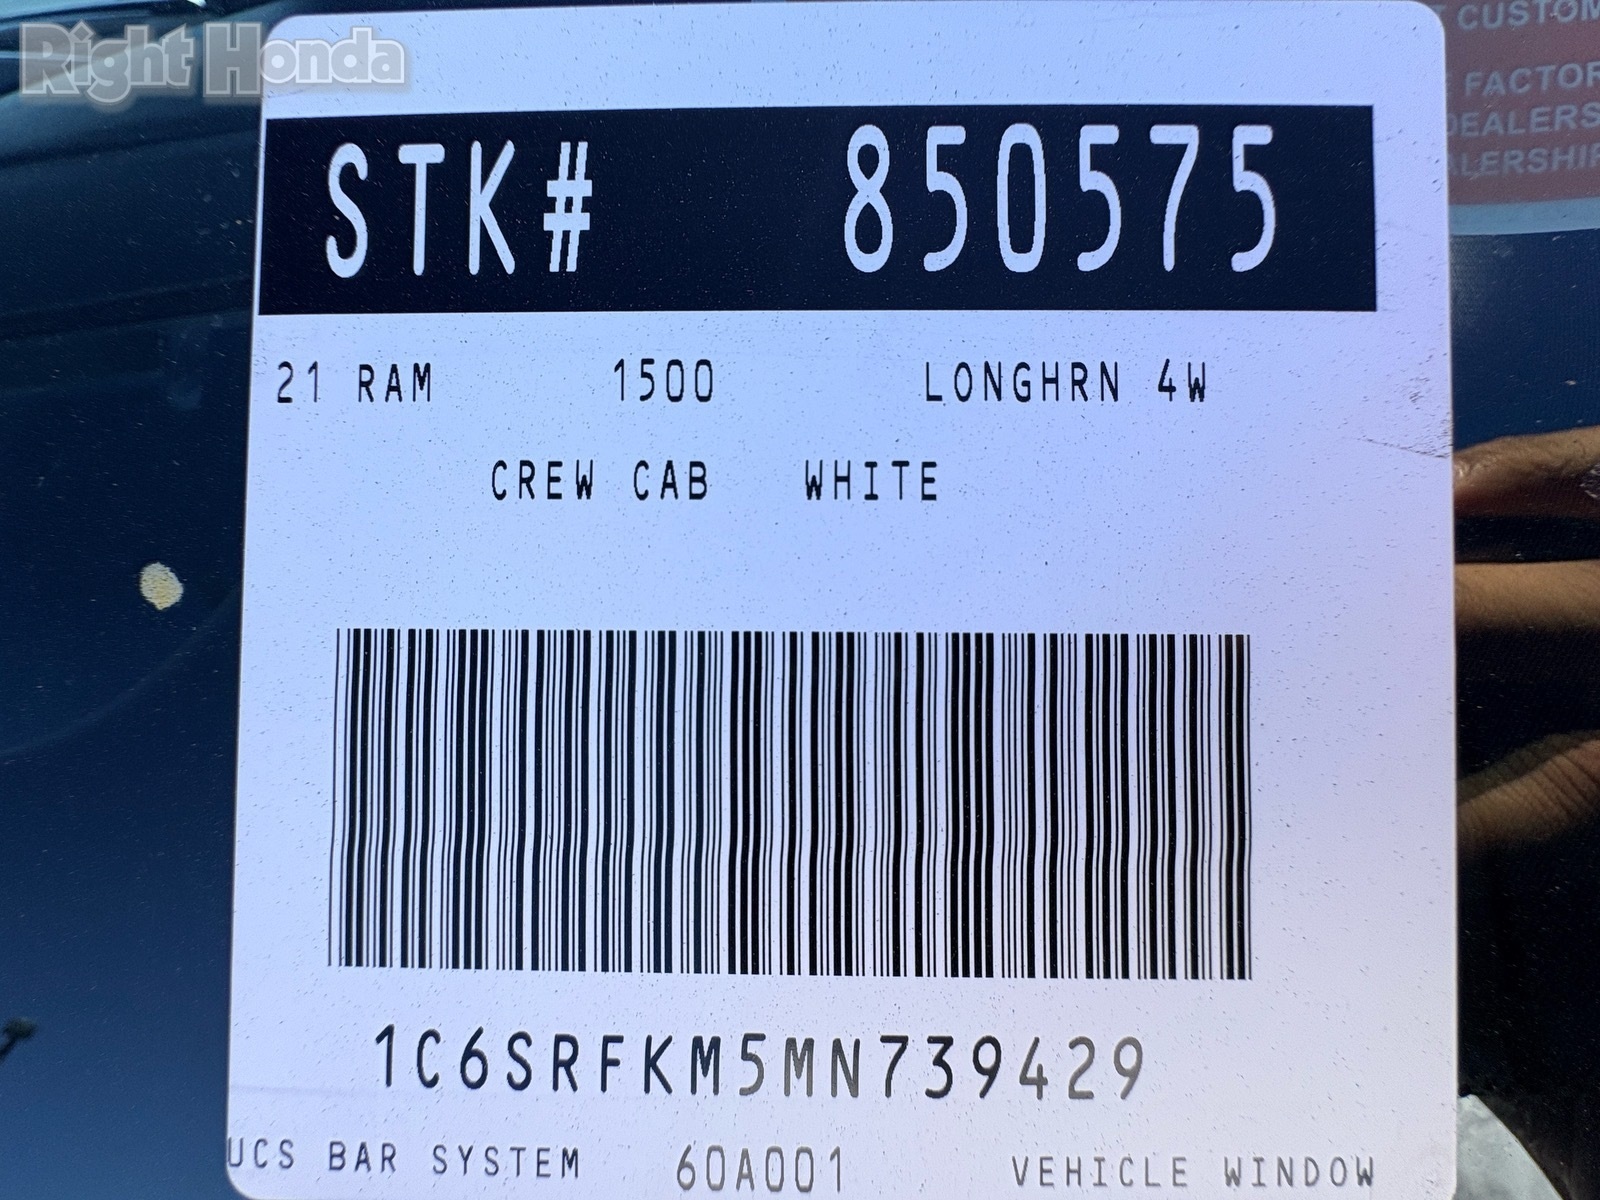 Right Honda
CUSTOM
FACTOR
DEALERS
STK# 850575
21 RAM 1500 LONGHRN 4W
CREW CAB WHITE
1C6SRFKM5MN739429
UCS BAR SYSTEM 60A001 VEHICLE WINDOW